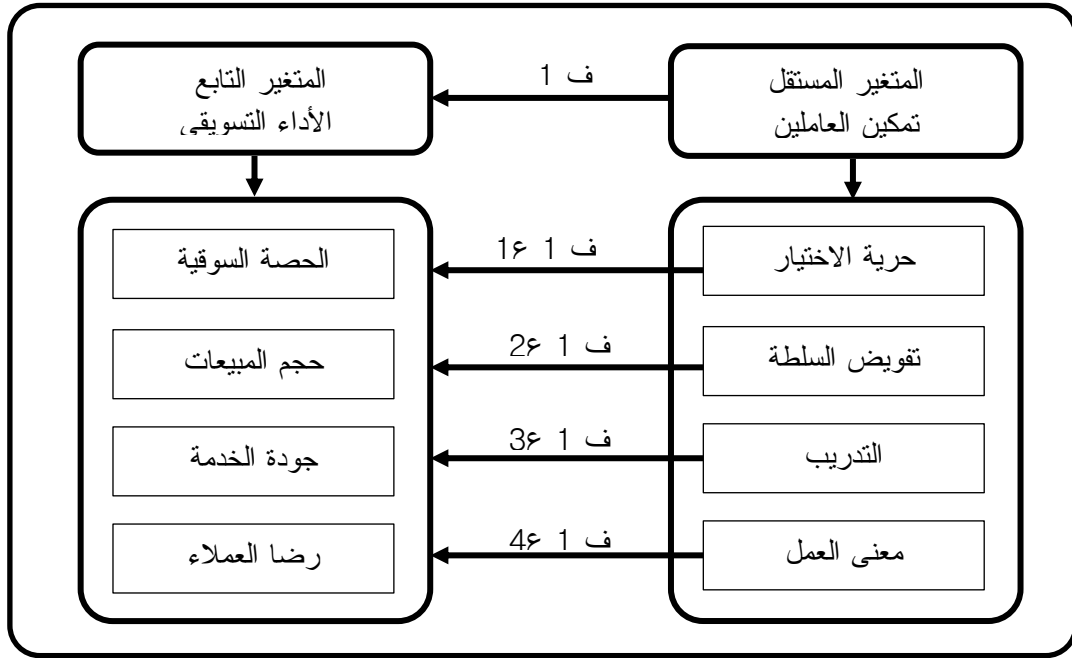 المتغير المستقل
تمكين العاملين
ف 1
المتغير التابع
الأداء التسويقي
حرية الاختيار
ف 1 ع1
الحصة السوقية
تفويض السلطة
ف 1 ع2
حجم المبيعات
التدريب
ف 1 ع3
جودة الخدمة
معنى العمل
ف 1 ع4
رضا العملاء